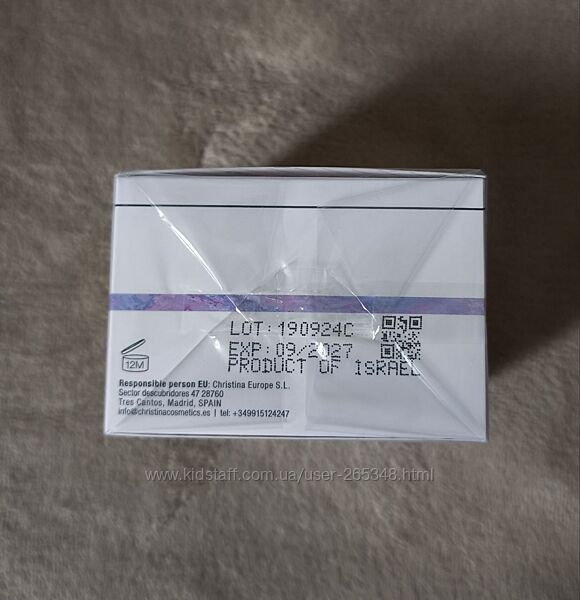 LOT: 190924C
EXP: 09/2027
PRODUCT OF ISRAEL
12M
Responsible person EU: Christina Europe S.L.
Sector descubridores 47 28760
Tres Cantos, Madrid, SPAIN
info@christinacosmetics.es | tel: +349915124247
www.kidstaff.com.ua/user-265348.html